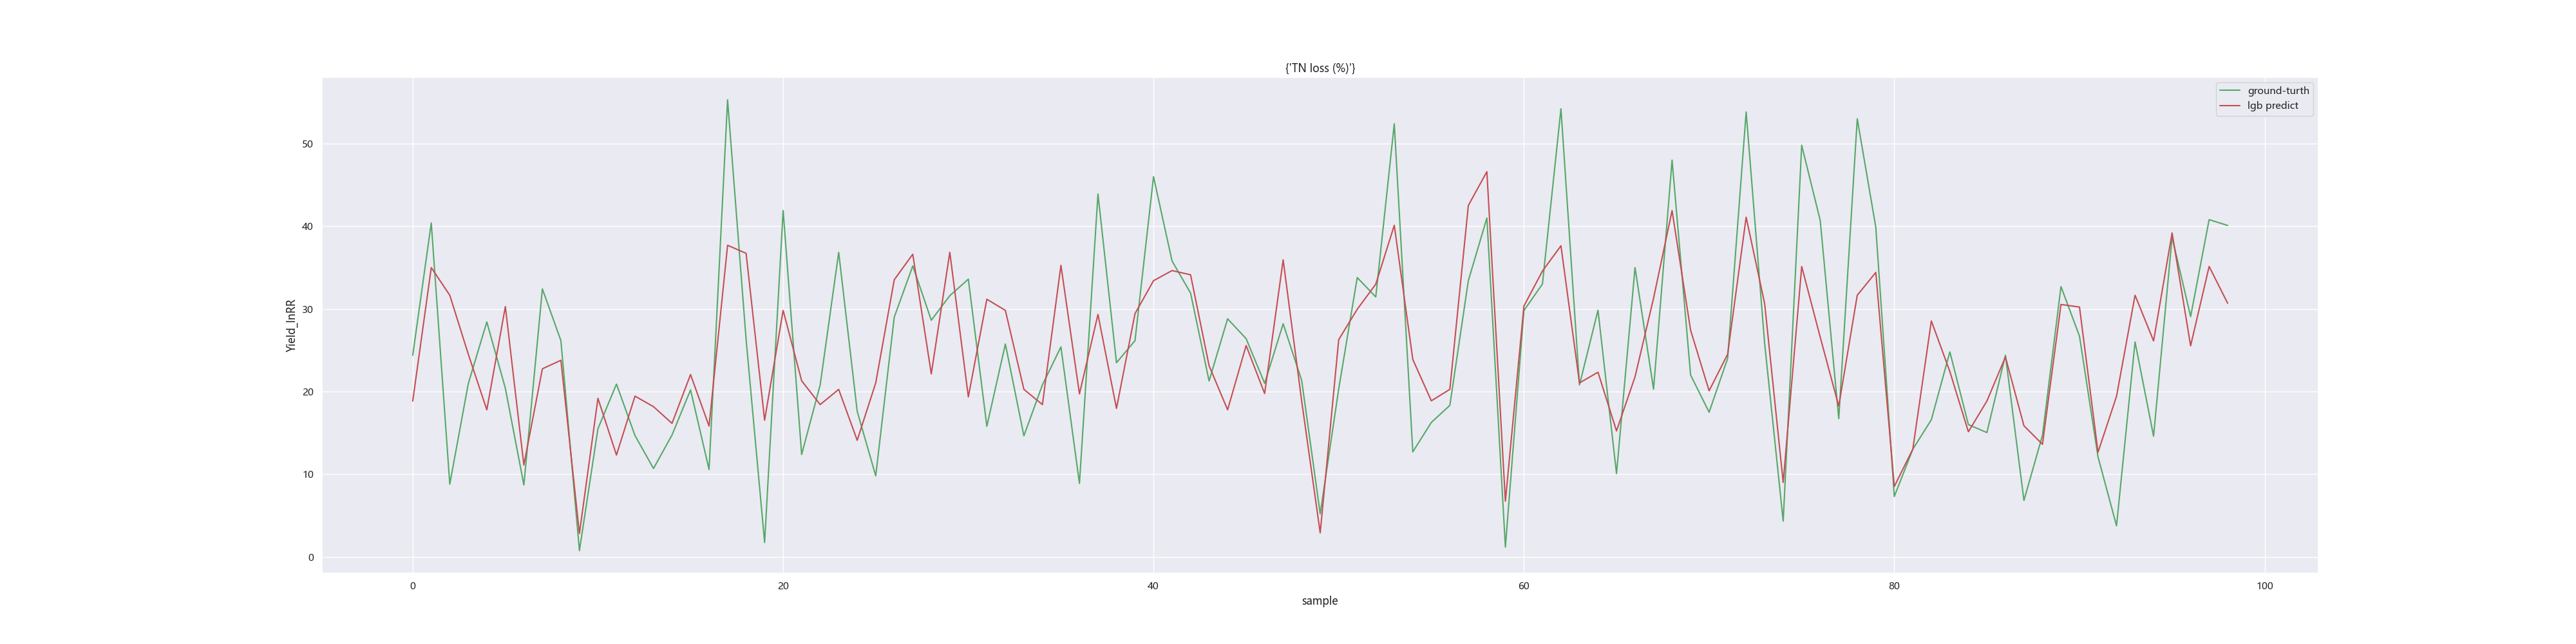 {'TN loss (%)'}
ground-turth
lgb predict
Yield_lnRR
50
40
30
20
10
0
0 20 40 60 80 100
sample